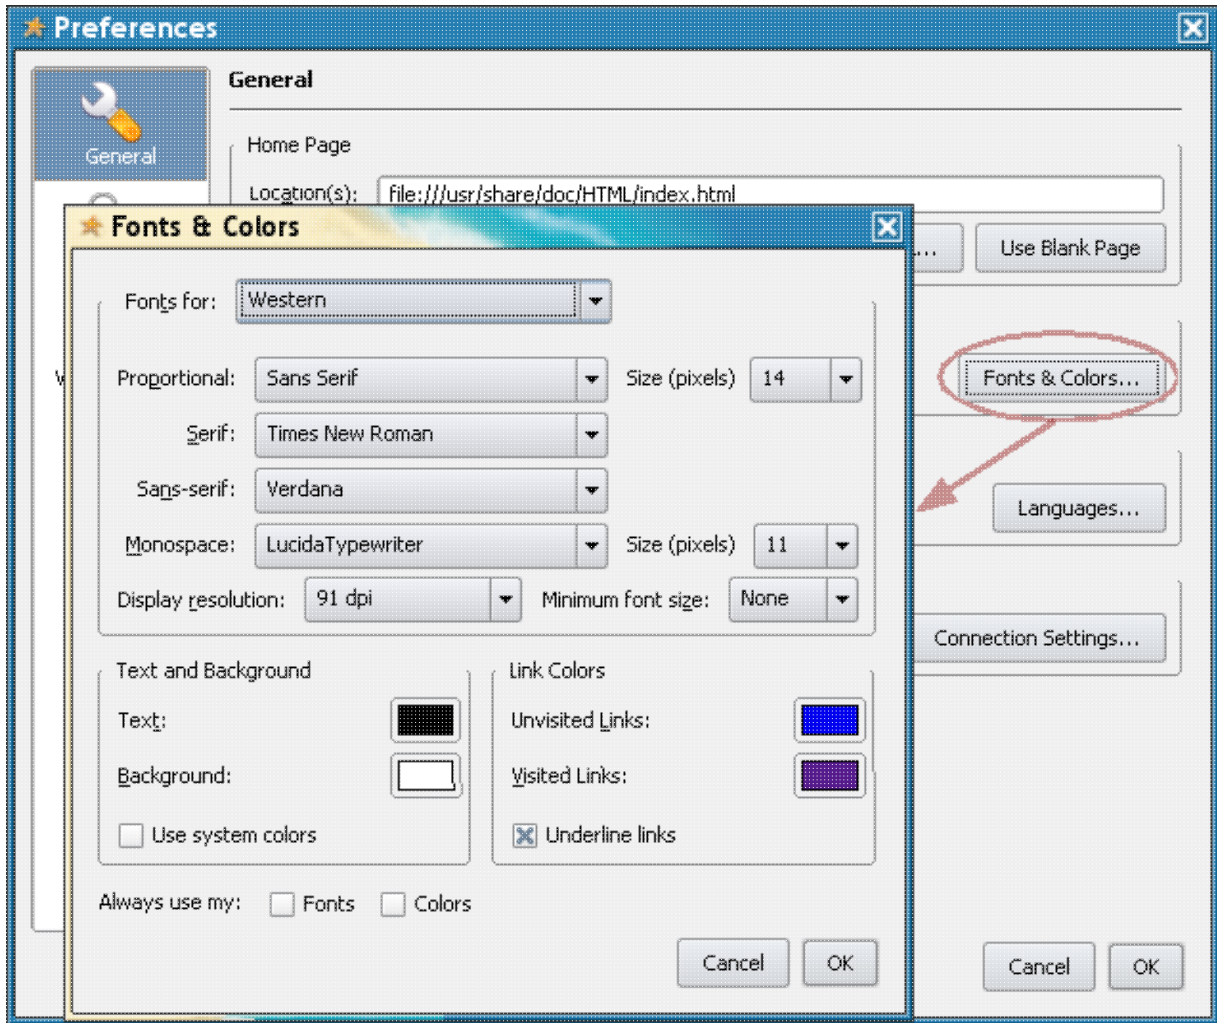 Preferences
General
General
Home Page
Location(s): file:///usr/share/doc/HTML/index.html
... Use Blank Page
Fonts & Colors...
Languages...
Connection Settings...
Cancel OK
Fonts & Colors
Fonts for: Western
Proportional: Sans Serif Size (pixels) 14
Serif: Times New Roman
Sans-serif: Verdana
Monospace: LucidaTypewriter Size (pixels) 11
Display resolution: 91 dpi Minimum font size: None
Text and Background
Text:
Background:
Use system colors
Link Colors
Unvisited Links:
Visited Links:
Underline links
Always use my: Fonts Colors
Cancel OK